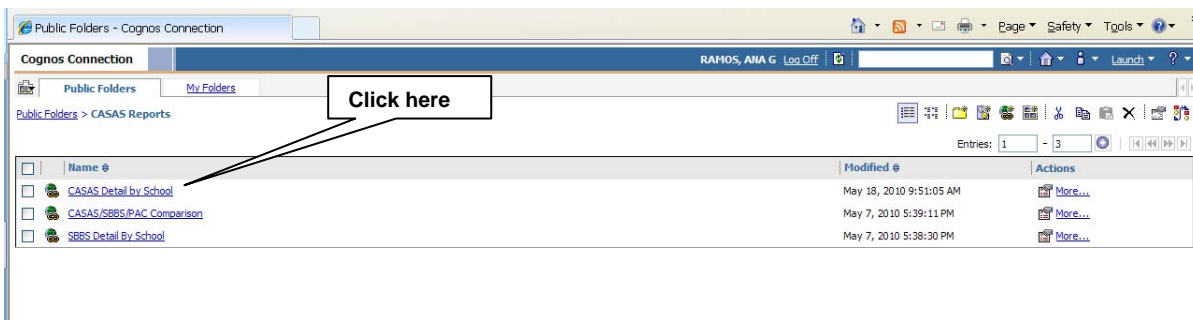 Public Folders - Cognos Connection
Page Safety Tools
Cognos Connection RAMOS, ANA G Log Off Launch ?
Public Folders My Folders
Click here
Public Folders > CASAS Reports
Entries: 1 - 3
Name Modified Actions
CASAS Detail by School May 18, 2010 9:51:05 AM More...
CASAS/SBBS/PAC Comparison May 7, 2010 5:39:11 PM More...
SBBS Detail By School May 7, 2010 5:38:30 PM More...